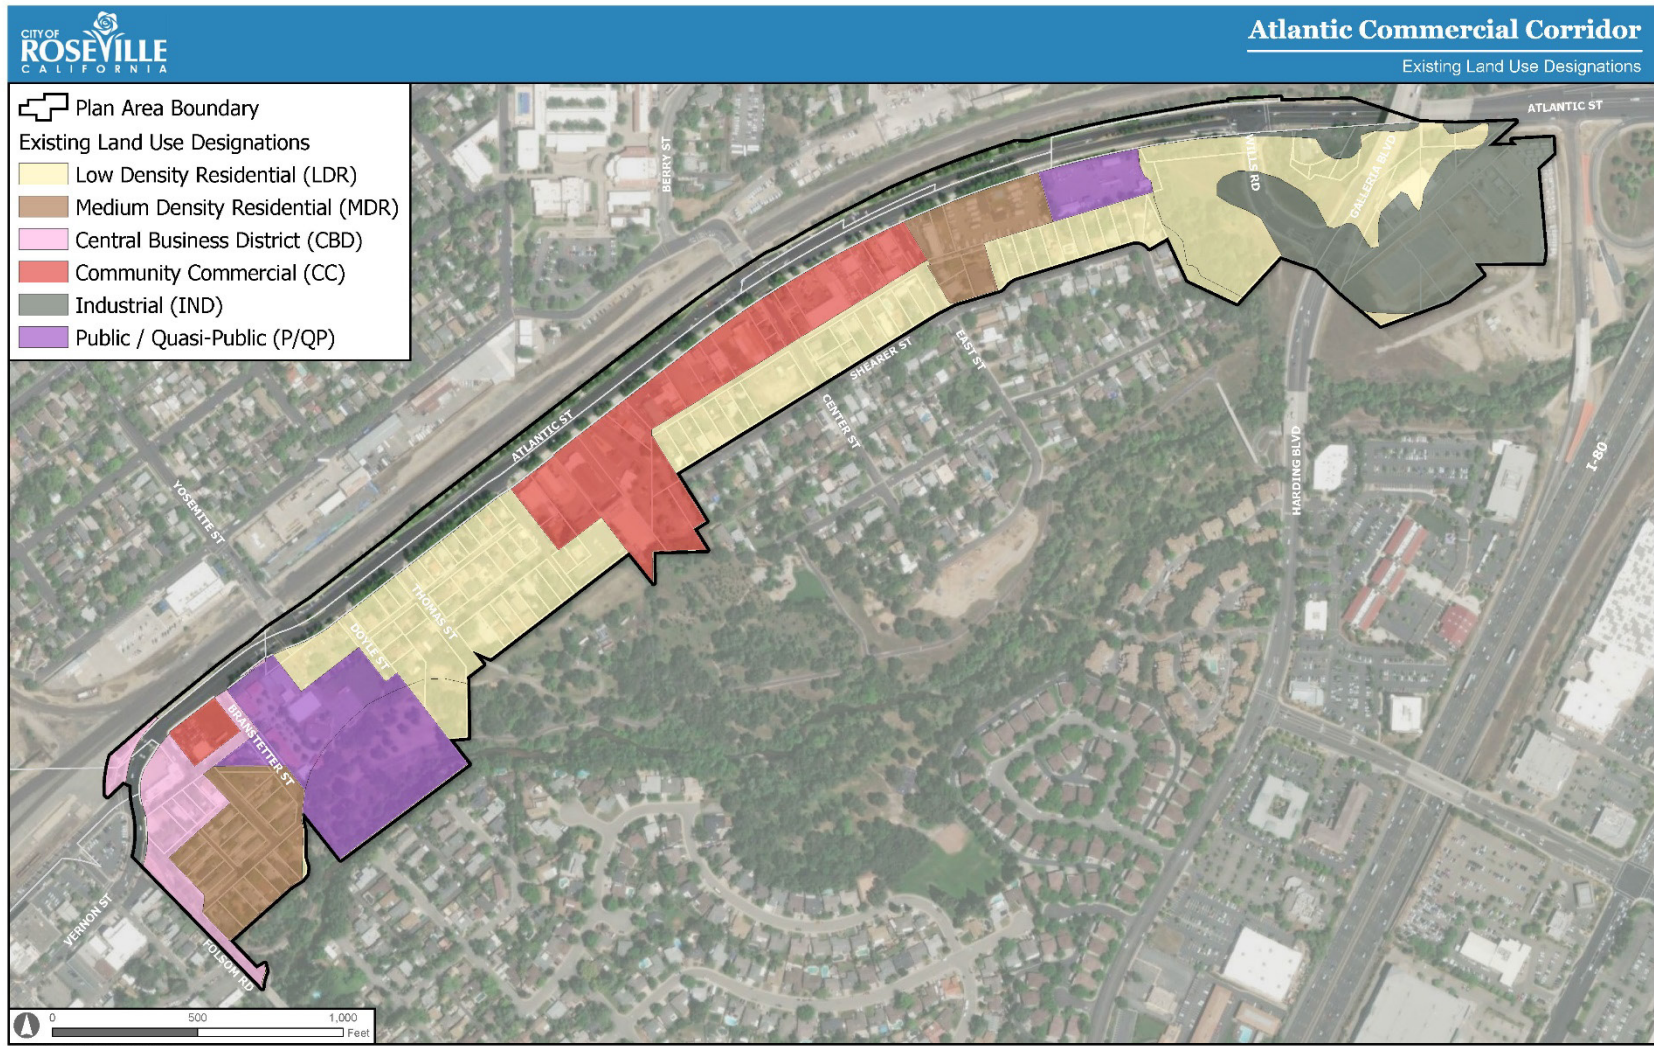 CITY OF
ROSEVILLE
CALIFORNIA
Atlantic Commercial Corridor
Existing Land Use Designations
Plan Area Boundary
Existing Land Use Designations
Low Density Residential (LDR)
Medium Density Residential (MDR)
Central Business District (CBD)
Community Commercial (CC)
Industrial (IND)
Public / Quasi-Public (P/QP)
ATLANTIC ST
BERRY ST
WILLS RD
GALLERIA BLVD
SHEARER ST
EAST ST
CENTER ST
ATLANTIC ST
HARDING BLVD
I-80
YOSEMITE ST
THOMAS ST
DOYLE ST
BRANSTETTER ST
VERNON ST
FOLSOM RD
0 500 1,000
Feet